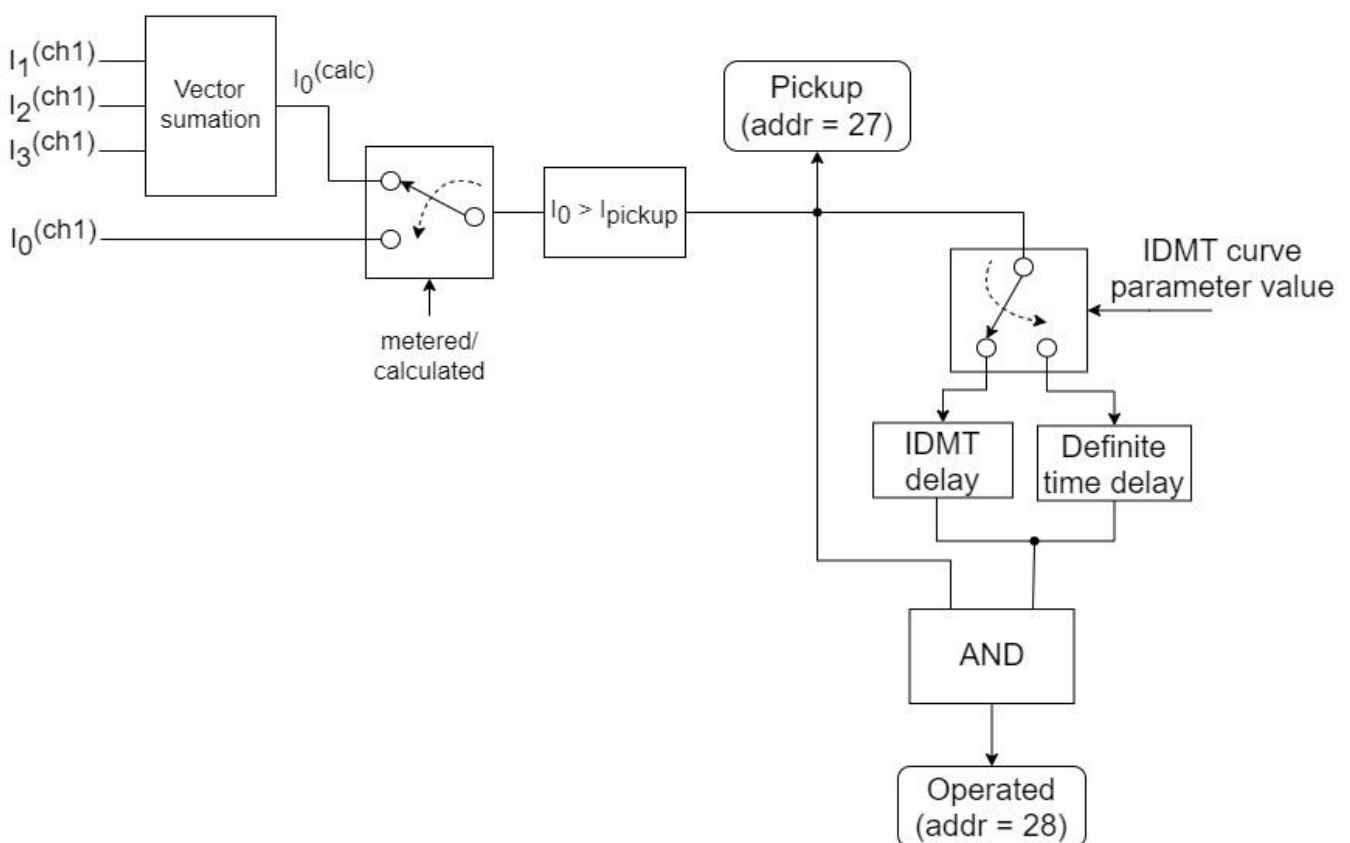 I1(ch1)
I2(ch1)
I3(ch1)
Vector
sumation
I0(calc)
I0(ch1)
metered/
calculated
I0 > Ipickup
Pickup
(addr = 27)
IDMT curve
parameter value
IDMT
delay
Definite
time delay
AND
Operated
(addr = 28)